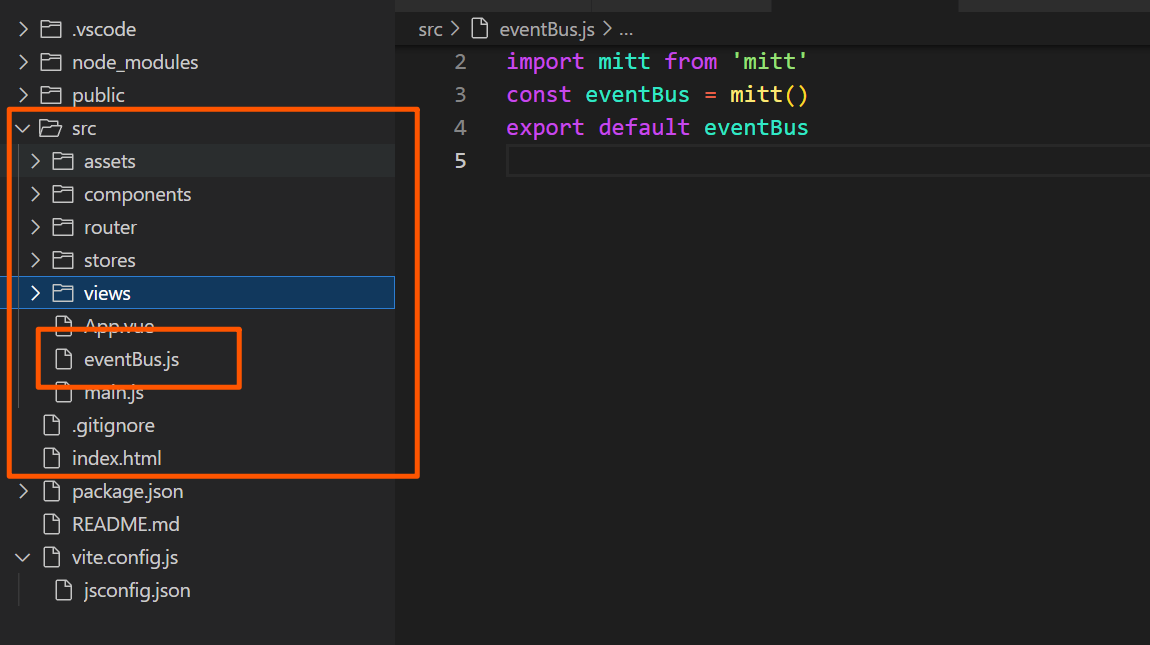 .vscode
node_modules
public
src
assets
components
router
stores
views
App.vue
eventBus.js
main.js
.gitignore
index.html
package.json
README.md
vite.config.js
jsconfig.json
src > eventBus.js > ...
2 import mitt from 'mitt'
3 const eventBus = mitt()
4 export default eventBus
5